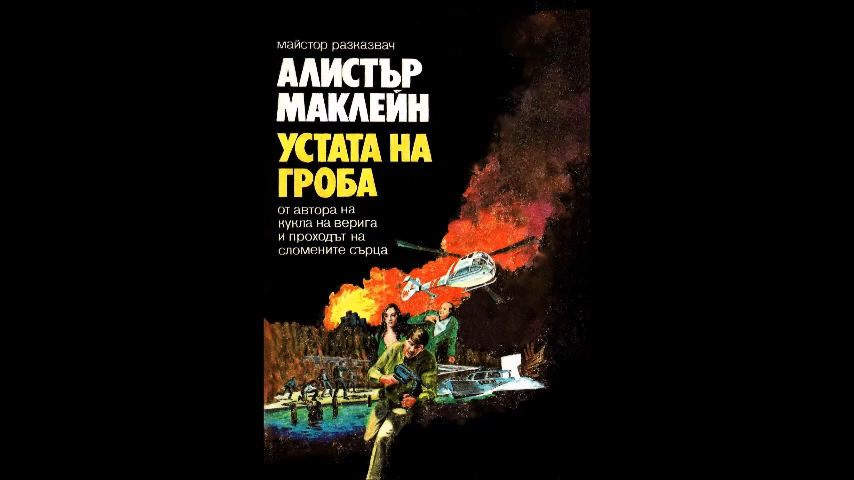 майстор разказвач
АЛИСТЪР
МАКЛЕЙН
УСТАТА НА
ГРОБА
от автора на
кукла на верига
и проходът на
сломените сърца